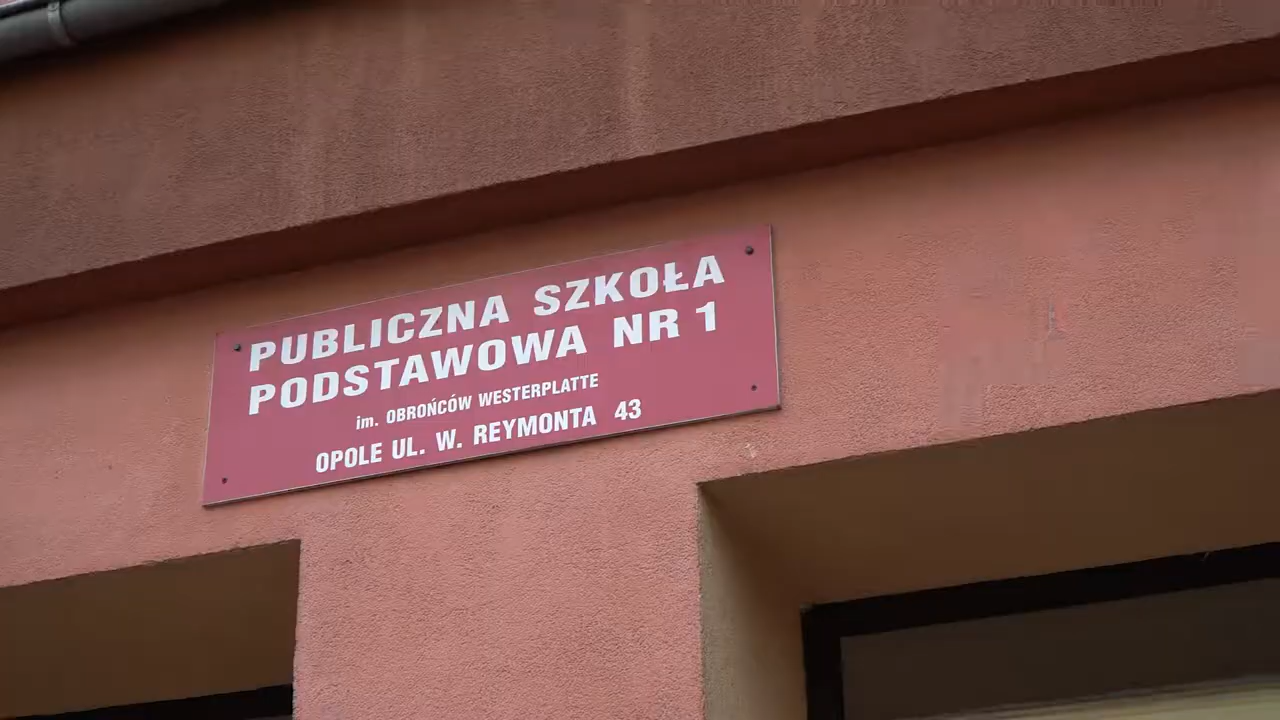 PUBLICZNA SZKOŁA
PODSTAWOWA NR 1
im. OBROŃCÓW WESTERPLATTE
OPOLE UL. W. REYMONTA 43